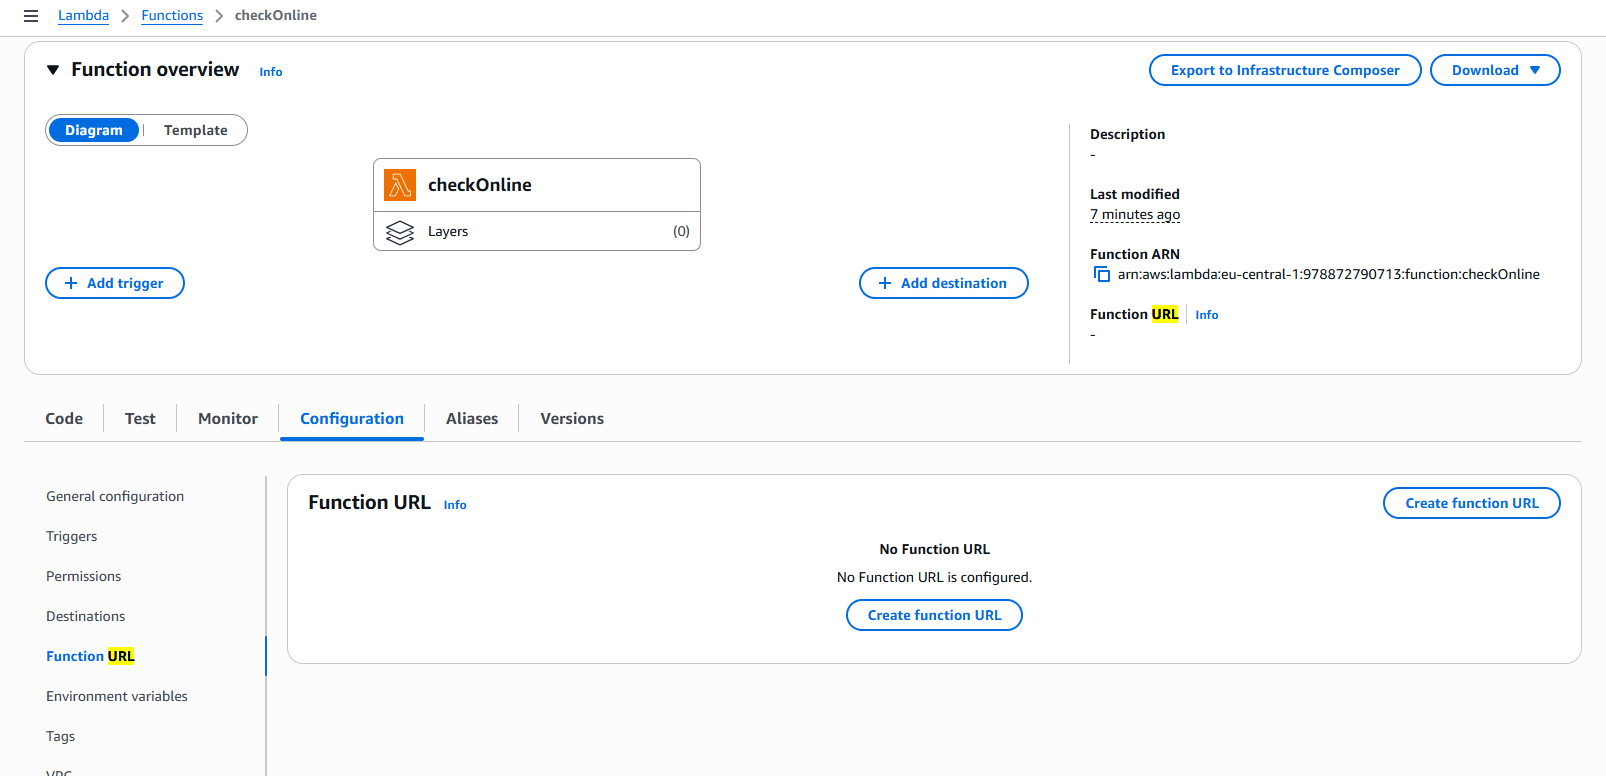 Lambda > Functions > checkOnline
Function overview Info
Export to Infrastructure Composer
Download
Diagram
Template
checkOnline
Layers (0)
+ Add trigger
+ Add destination
Description
-
Last modified
7 minutes ago
Function ARN
arn:aws:lambda:eu-central-1:978872790713:function:checkOnline
Function URL Info
-
Code
Test
Monitor
Configuration
Aliases
Versions
General configuration
Triggers
Permissions
Destinations
Function URL
Environment variables
Tags
VPC
Function URL Info
Create function URL
No Function URL
No Function URL is configured.
Create function URL